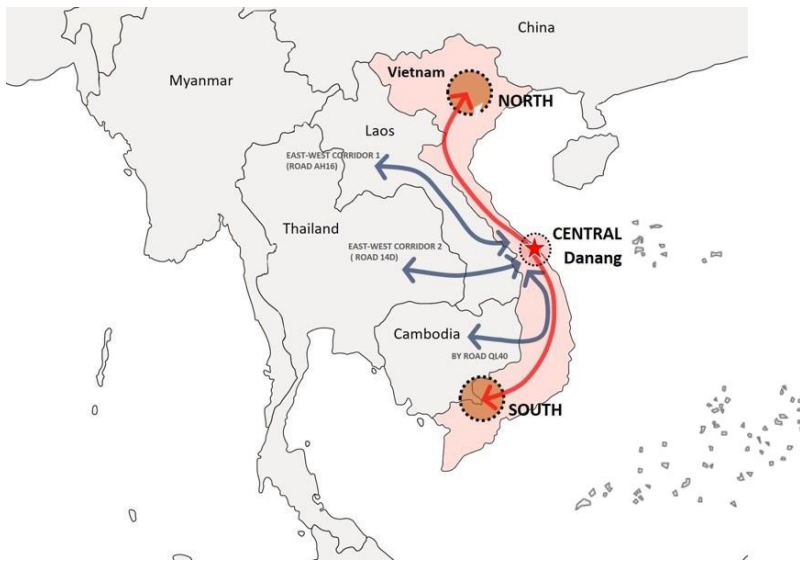 China
Vietnam
Myanmar
NORTH
Laos
EAST-WEST CORRIDOR 1
(ROAD AH16)
Thailand
CENTRAL
EAST-WEST CORRIDOR 2
( ROAD 14D)
Danang
Cambodia
BY ROAD QL40
SOUTH